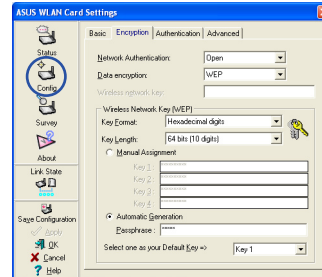 ASUS WLAN Card Settings
Status
Config
Survey
About
Link State
Save Configuration
Apply
OK
Cancel
Help
Basic Encryption Authentication Advanced
Network Authentication: Open
Data encryption: WEP
Wireless network key:
Wireless Network Key (WEP)
Key Format: Hexadecimal digits
Key Length: 64 bits (10 digits)
Manual Assignment
Key 1: **********
Key 2: **********
Key 3: **********
Key 4: **********
Automatic Generation
Passphrase: *****
Select one as your Default Key => Key 1